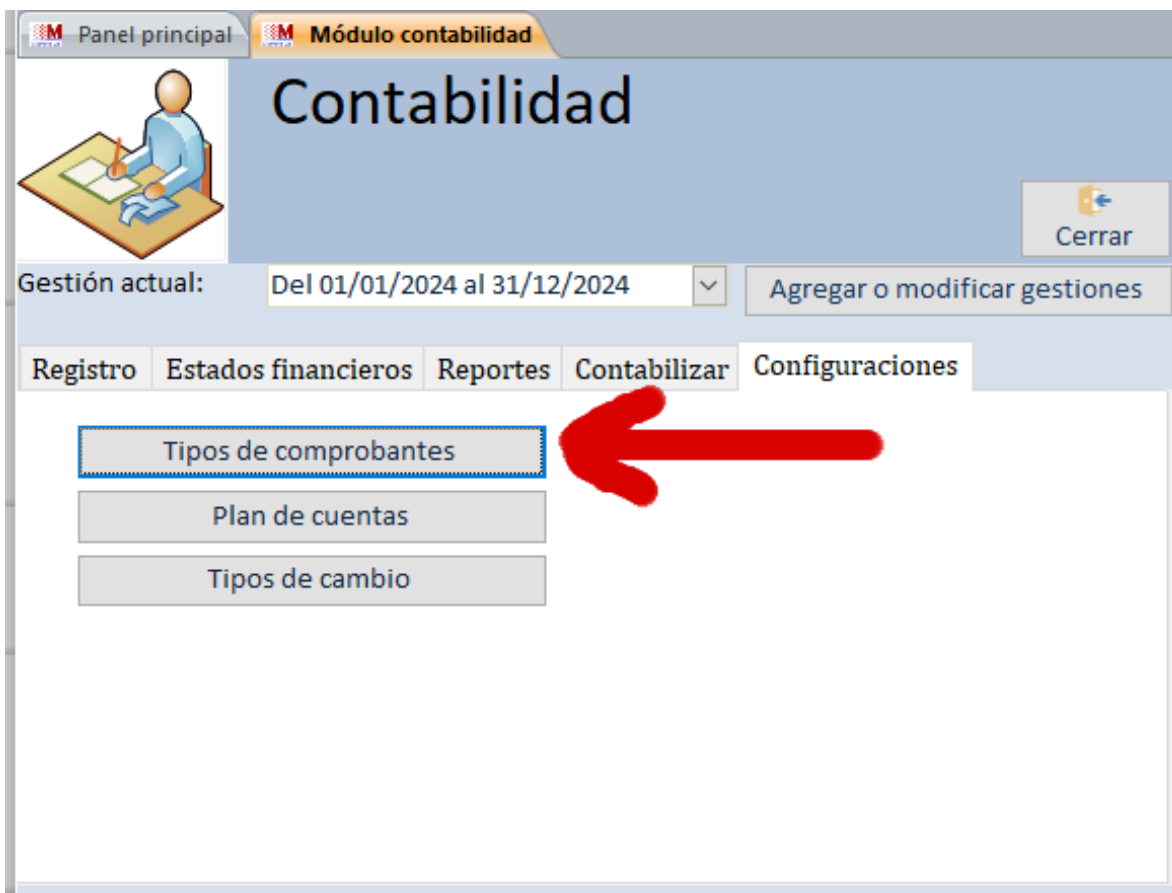 Panel principal
Módulo contabilidad
Contabilidad
Cerrar
Gestión actual: Del 01/01/2024 al 31/12/2024 Agregar o modificar gestiones
Registro Estados financieros Reportes Contabilizar Configuraciones
Tipos de comprobantes
Plan de cuentas
Tipos de cambio